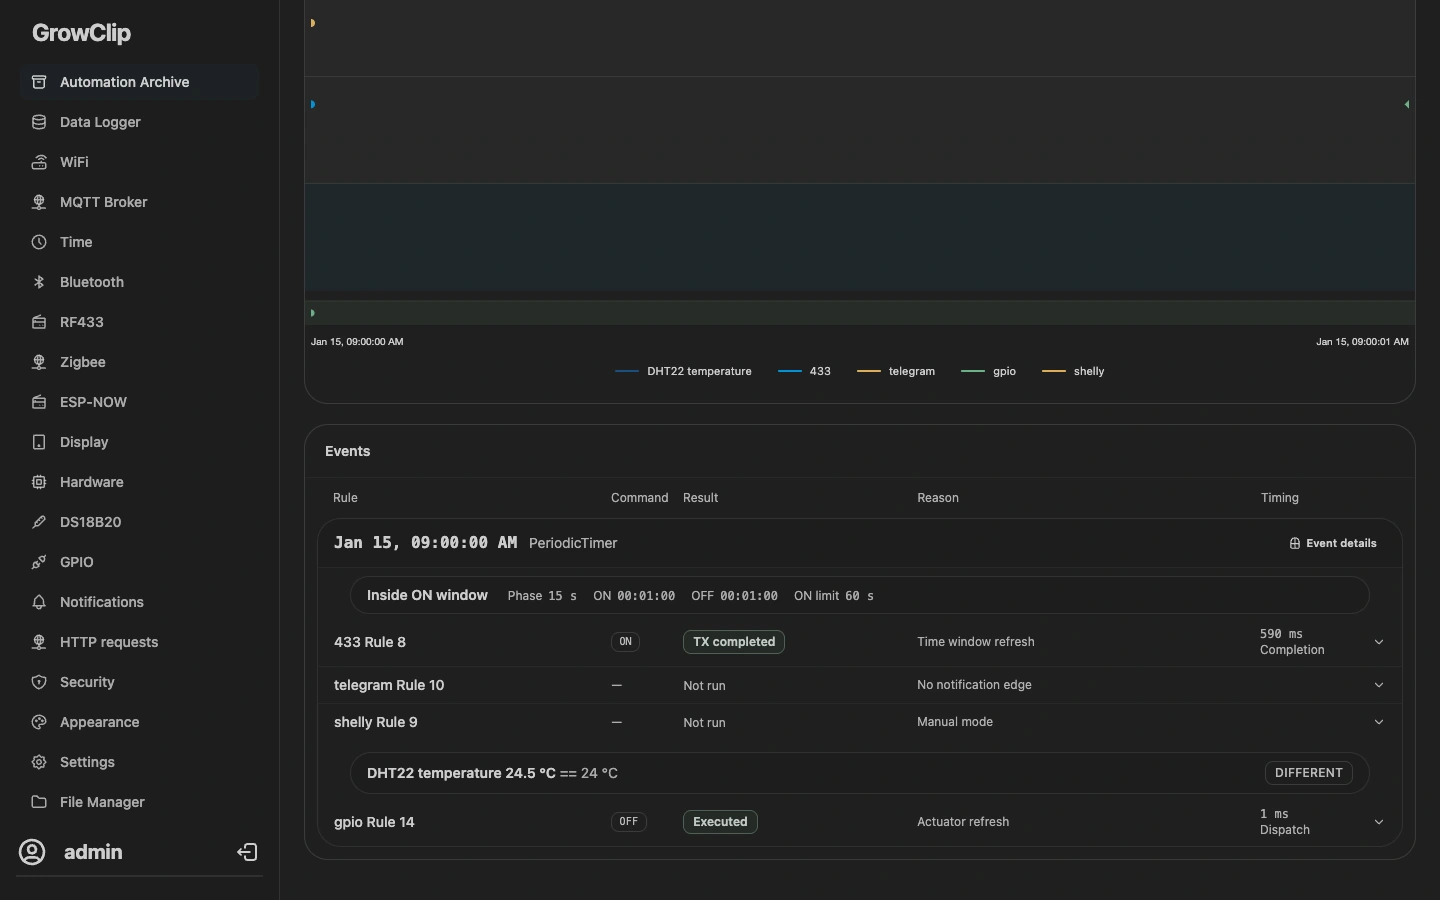 GrowClip
Automation Archive
Data Logger
WiFi
MQTT Broker
Time
Bluetooth
RF433
Zigbee
ESP-NOW
Display
Hardware
DS18B20
GPIO
Notifications
HTTP requests
Security
Appearance
Settings
File Manager
admin
Jan 15, 09:00:00 AM
Jan 15, 09:00:01 AM
DHT22 temperature
433
telegram
gpio
shelly
Events
Rule Command Result Reason Timing
Jan 15, 09:00:00 AM PeriodicTimer Event details
Inside ON window Phase 15 s ON 00:01:00 OFF 00:01:00 ON limit 60 s
433 Rule 8 ON TX completed Time window refresh 590 ms
Completion
telegram Rule 10 — Not run No notification edge
shelly Rule 9 — Not run Manual mode
DHT22 temperature 24.5 °C == 24 °C DIFFERENT
gpio Rule 14 OFF Executed Actuator refresh 1 ms
Dispatch